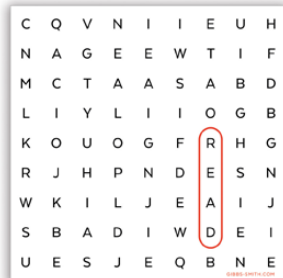 C Q V N I I E U H
N A G E E W T I F
M C T A A S A B D
L I Y L I I O G B
K O U O G F R H G
R J H P N D E S N
W K I L J E A I J
S B A D I W D E I
U E S J E Q B N E
GIBBS-SMITH.COM